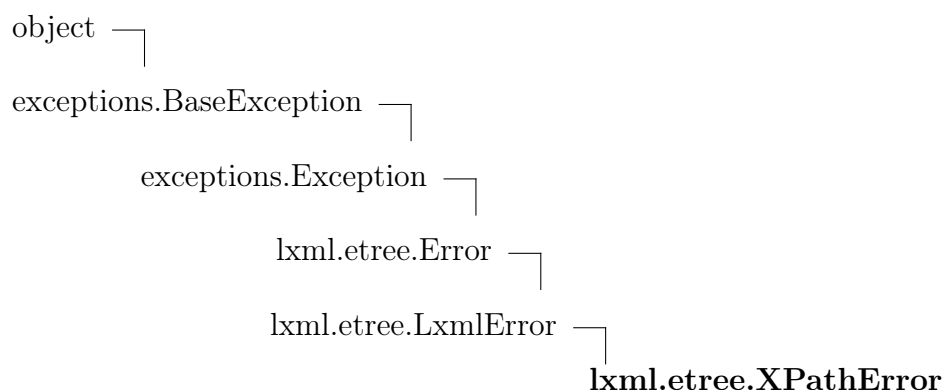 object
exceptions.BaseException
exceptions.Exception
lxml.etree.Error
lxml.etree.LxmlError
lxml.etree.XPathError